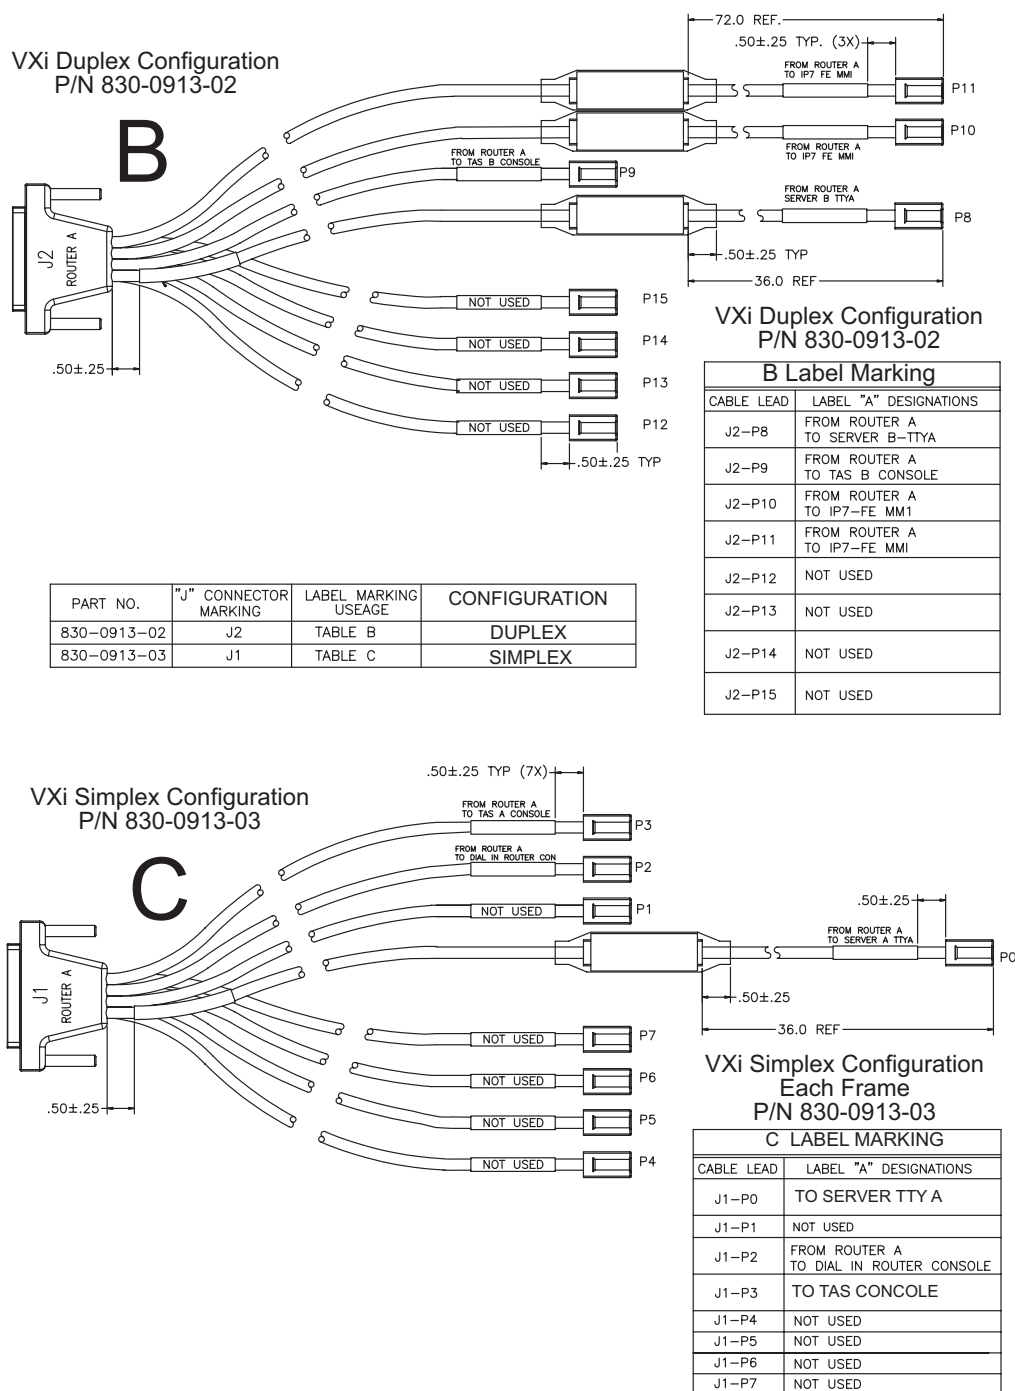 VXi Duplex Configuration
P/N 830-0913-02
B
72.0 REF.
.50±.25 TYP. (3X)
FROM ROUTER A
TO IP7 FE MMI
P11
P10
FROM ROUTER A
TO IP7 FE MMI
FROM ROUTER A
TO TAS B CONSOLE
P9
FROM ROUTER A
SERVER B TTYA
P8
J2
ROUTER A
.50±.25 TYP
36.0 REF
NOT USED
P15
NOT USED
P14
NOT USED
P13
NOT USED
P12
.50±.25
.50±.25 TYP
VXi Duplex Configuration
P/N 830-0913-02
B Label Marking
CABLE LEAD LABEL "A" DESIGNATIONS
J2-P8 FROM ROUTER A
TO SERVER B-TTYA
J2-P9 FROM ROUTER A
TO TAS B CONSOLE
J2-P10 FROM ROUTER A
TO IP7-FE MM1
J2-P11 FROM ROUTER A
TO IP7-FE MMI
J2-P12 NOT USED
J2-P13 NOT USED
J2-P14 NOT USED
J2-P15 NOT USED
PART NO. "J" CONNECTOR MARKING LABEL MARKING USEAGE CONFIGURATION
830-0913-02 J2 TABLE B DUPLEX
830-0913-03 J1 TABLE C SIMPLEX
VXi Simplex Configuration
P/N 830-0913-03
C
.50±.25 TYP (7X)
FROM ROUTER A
TO TAS A CONSOLE
P3
FROM ROUTER A
TO DIAL IN ROUTER CON
P2
NOT USED
P1
.50±.25
FROM ROUTER A
TO SERVER A TTYA
P0
J1
ROUTER A
.50±.25
36.0 REF
NOT USED
P7
NOT USED
P6
NOT USED
P5
NOT USED
P4
.50±.25
VXi Simplex Configuration
Each Frame
P/N 830-0913-03
C LABEL MARKING
CABLE LEAD LABEL "A" DESIGNATIONS
J1-P0 TO SERVER TTY A
J1-P1 NOT USED
J1-P2 FROM ROUTER A
TO DIAL IN ROUTER CONSOLE
J1-P3 TO TAS CONCOLE
J1-P4 NOT USED
J1-P5 NOT USED
J1-P6 NOT USED
J1-P7 NOT USED